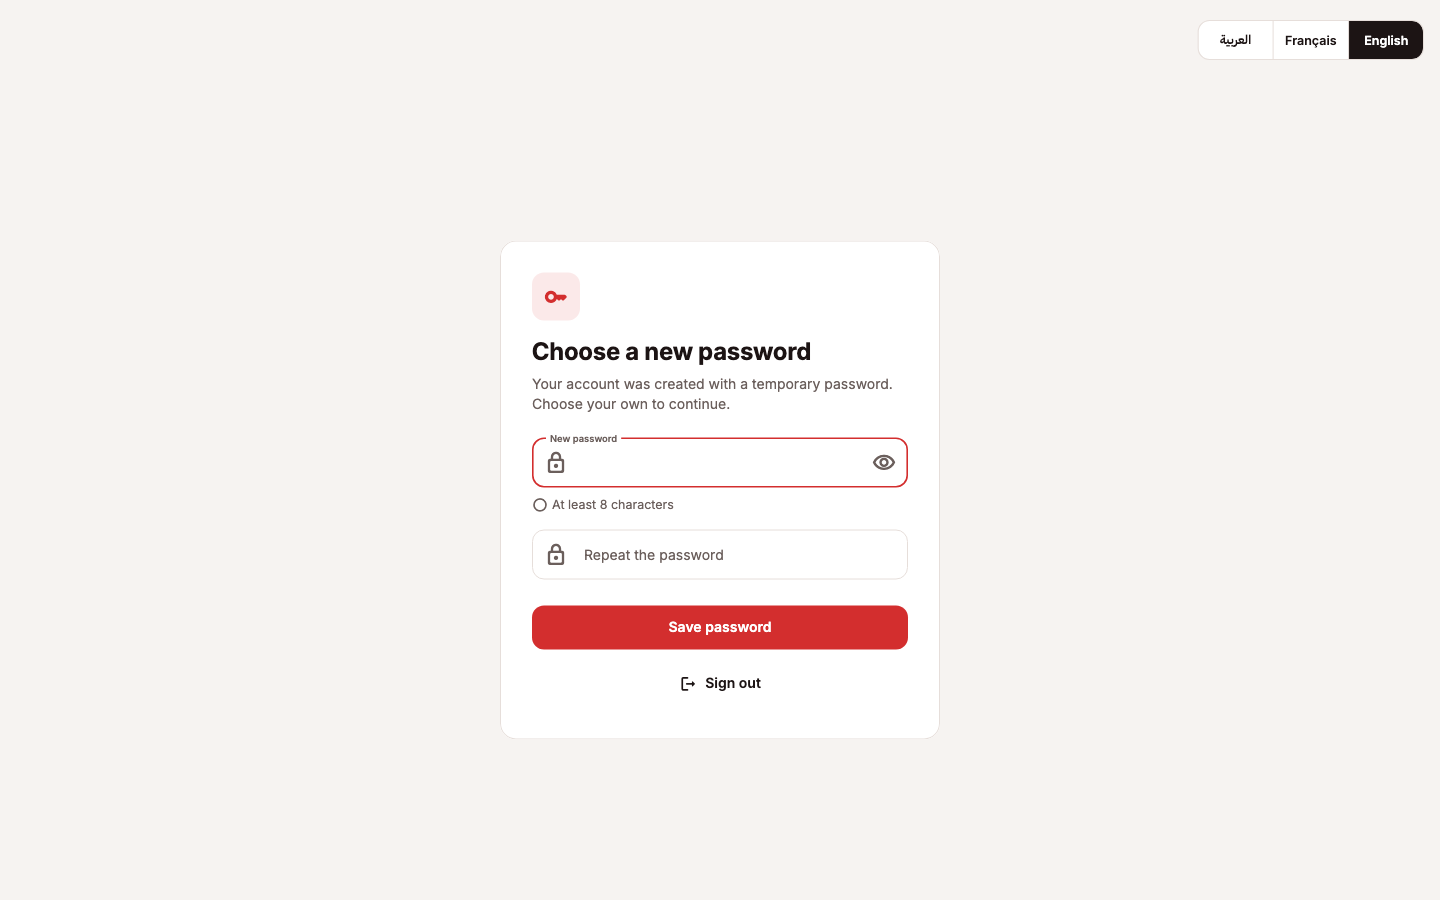 العربية
Français
English
Choose a new password
Your account was created with a temporary password.
Choose your own to continue.
New password
At least 8 characters
Repeat the password
Save password
Sign out